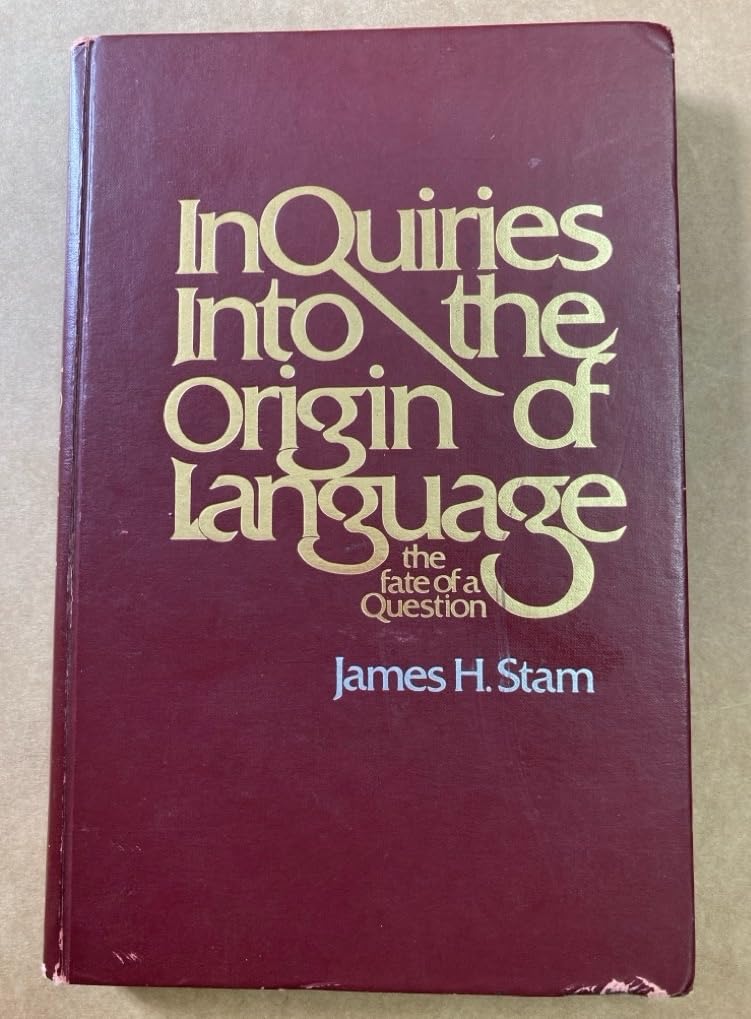 InQuiries
Into the
Origin of
Language
the
fate of a
Question
James H. Stam